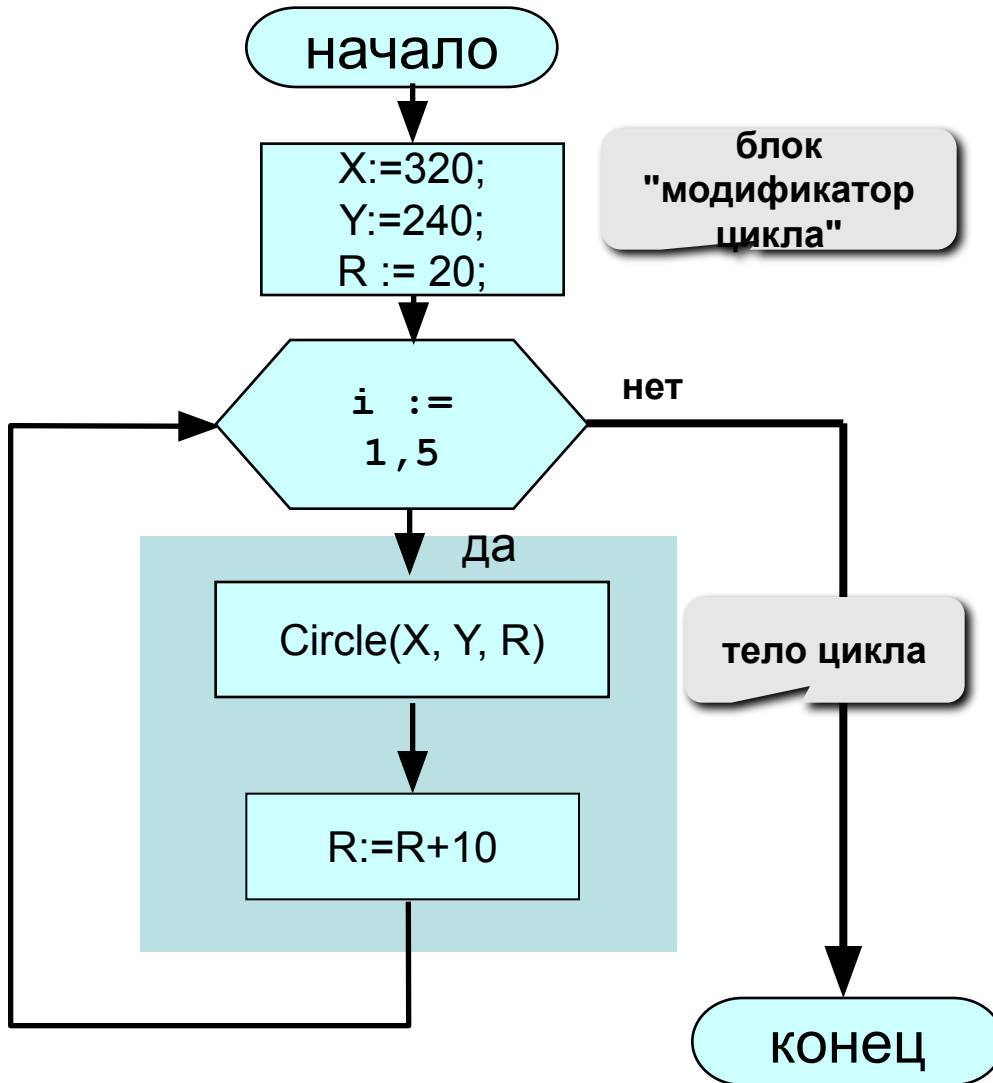 начало
X:=320;
Y:=240;
R := 20;
блок
"модификатор
цикла"
i :=
1,5
нет
да
Circle(X, Y, R)
тело цикла
R:=R+10
конец